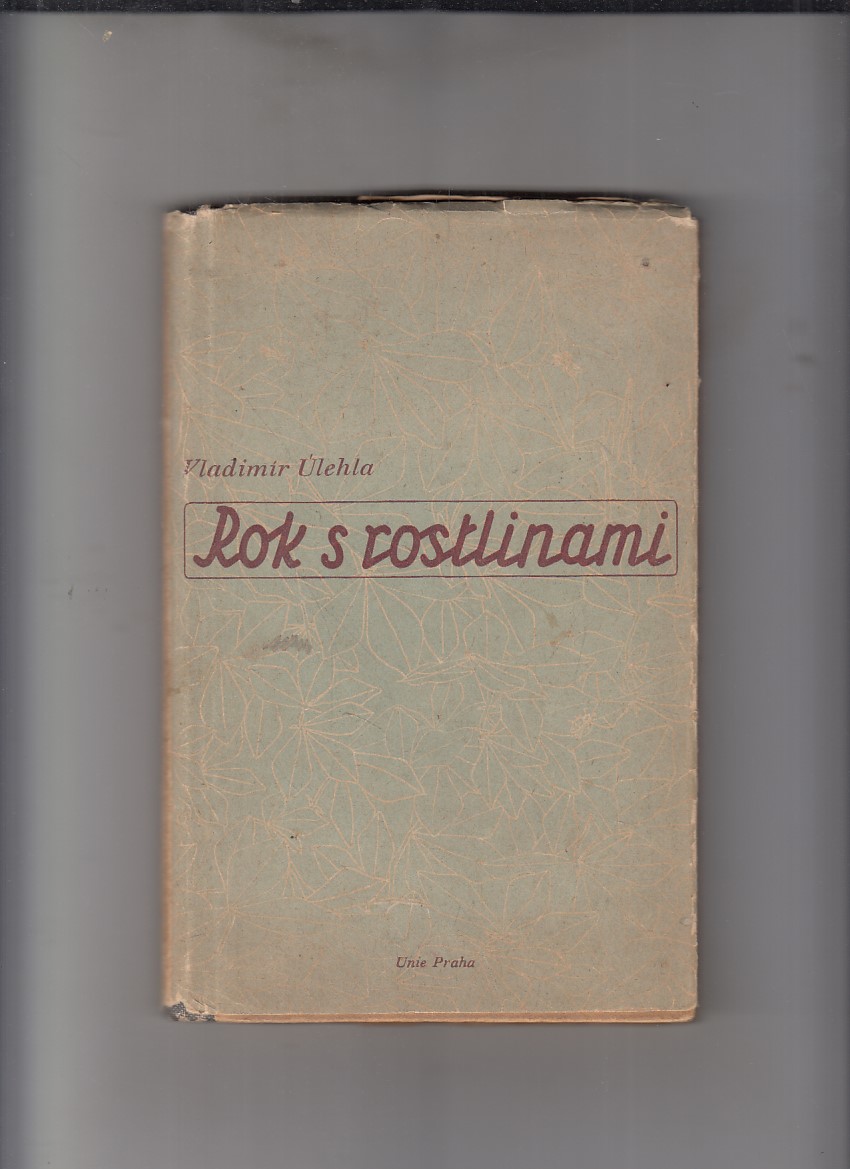 Vladimír Úlehla
Rok s rostlinami
Unie Praha